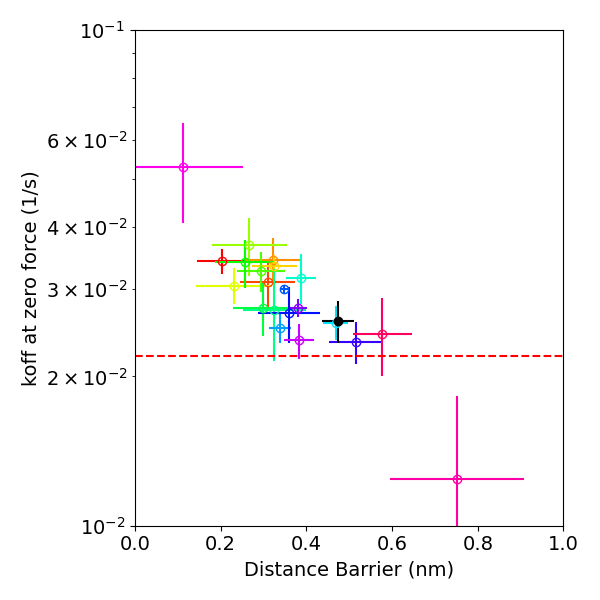 10⁻¹
6 × 10⁻²
4 × 10⁻²
3 × 10⁻²
2 × 10⁻²
10⁻²
koff at zero force (1/s)
0.0 0.2 0.4 0.6 0.8 1.0
Distance Barrier (nm)